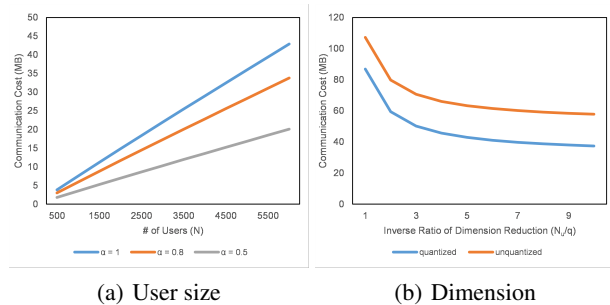 50
45
40
35
30
25
20
15
10
5
0
Communication Cost (MB)
500 1500 2500 3500 4500 5500
# of Users (N)
α = 1 α = 0.8 α = 0.5
(a) User size
120
100
80
60
40
20
0
Communication Cost (MB)
1 3 5 7 9
Inverse Ratio of Dimension Reduction (Nᵤ/q)
quantized unquantized
(b) Dimension